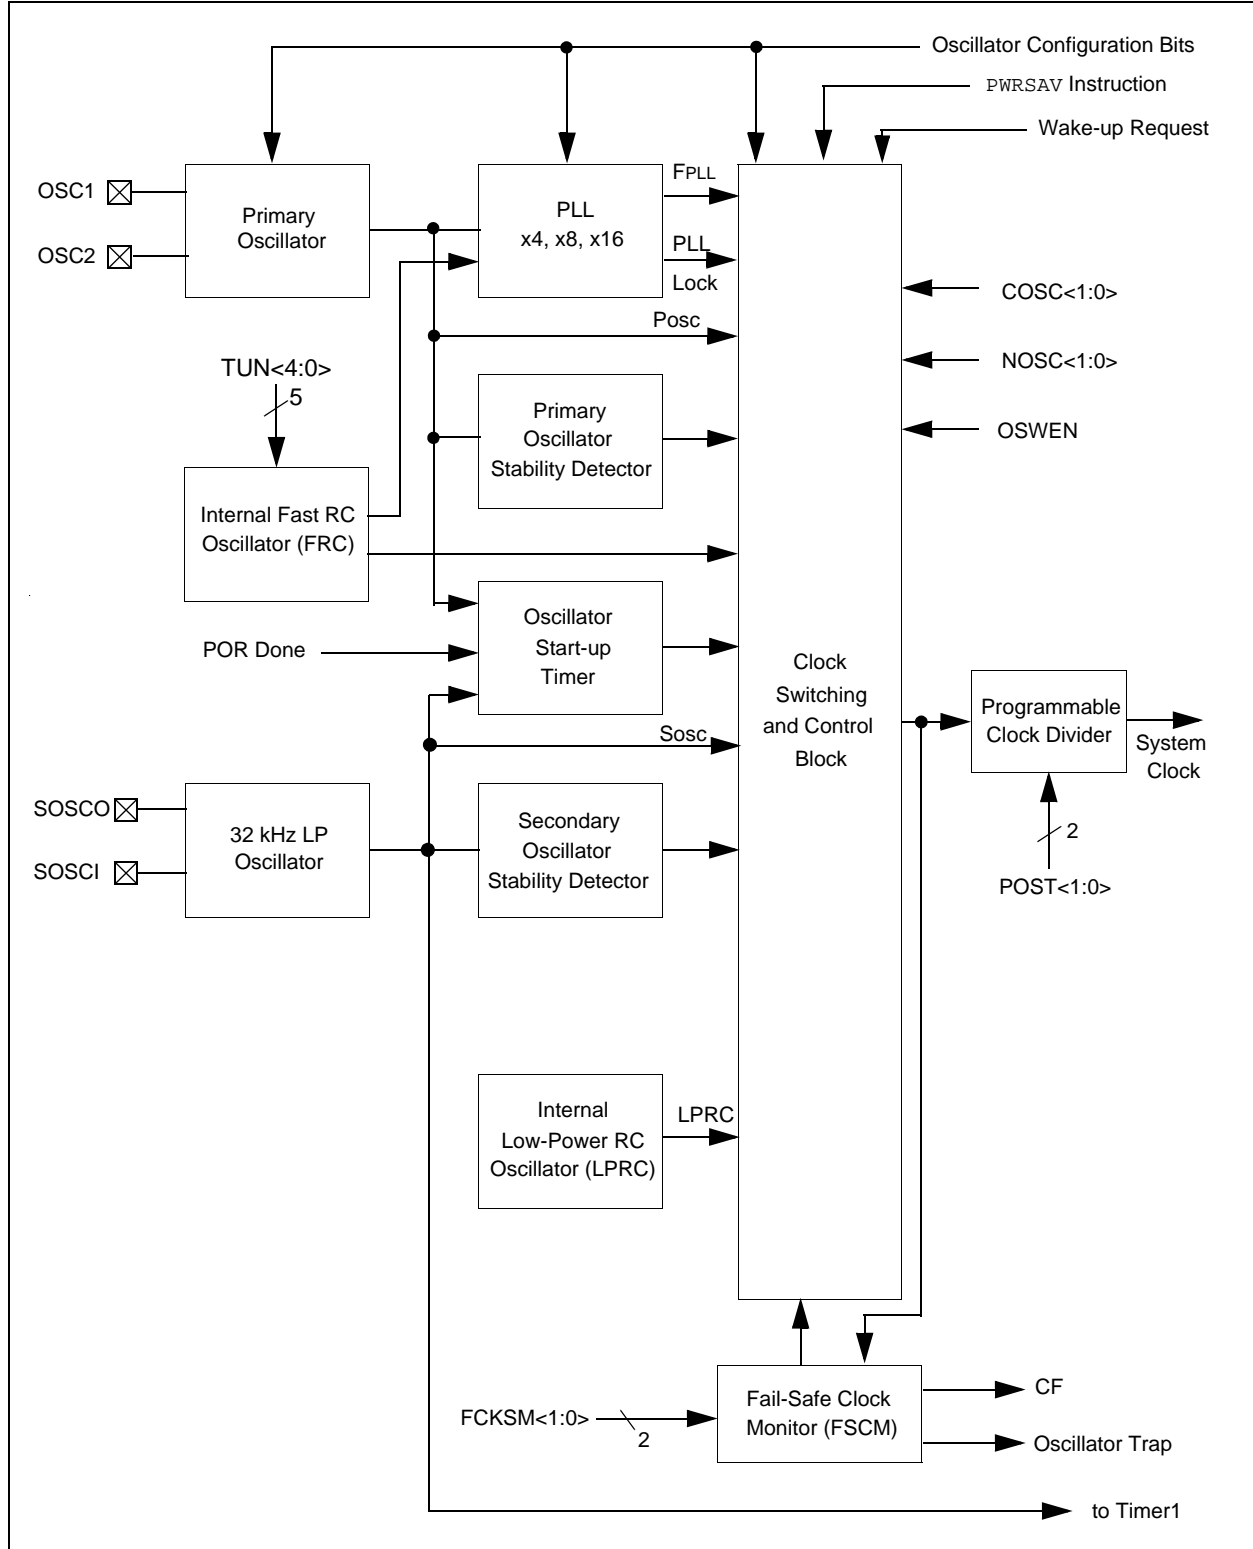 Oscillator Configuration Bits
PWRSAV Instruction
Wake-up Request
OSC1
OSC2
Primary
Oscillator
PLL
x4, x8, x16
FPLL
PLL
Lock
COSC<1:0>
Posc
NOSC<1:0>
TUN<4:0>
5
OSWEN
Primary
Oscillator
Stability Detector
Internal Fast RC
Oscillator (FRC)
Oscillator
Start-up
Timer
POR Done
Clock
Switching
and Control
Block
Programmable
Clock Divider
System
Clock
Sosc
SOSCO
SOSCI
32 kHz LP
Oscillator
Secondary
Oscillator
Stability Detector
2
POST<1:0>
Internal
Low-Power RC
Oscillator (LPRC)
LPRC
FCKSM<1:0>
2
Fail-Safe Clock
Monitor (FSCM)
CF
Oscillator Trap
to Timer1